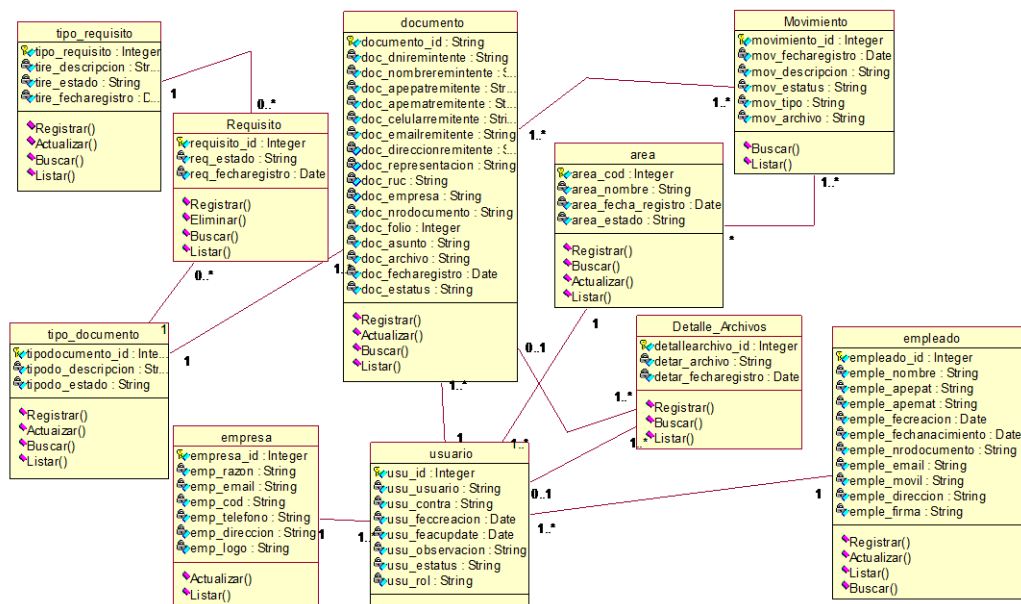 tipo_requisito
tipo_requisito : Integer
tire_descripcion : Str...
tire_estado : String
tire_fecharegistro : D...
Registrar()
Actualizar()
Buscar()
Listar()
1
0..*
Requisito
requisito_id : Integer
req_estado : String
req_fecharegistro : Date
Registrar()
Eliminar()
Buscar()
Listar()
0..*
1
tipo_documento
tipodocumento_id : Inte...
tipodo_descripcion : Str...
tipodo_estado : String
Registrar()
Actuaizar()
Buscar()
Listar()
1
1..*
documento
documento_id : String
doc_dniremintente : String
doc_nombreremintente : S...
doc_apepatremitente : Str...
doc_apematremitente : Str...
doc_celularremitente : Stri...
doc_emailremitente : String
doc_direccionremitente : S...
doc_representacion : String
doc_ruc : String
doc_empresa : String
doc_nrodocumento : String
doc_folio : Integer
doc_asunto : String
doc_archivo : String
doc_fecharegistro : Date
doc_estatus : String
Registrar()
Actualizar()
Buscar()
Listar()
1..*
1..*
Movimiento
movimiento_id : Integer
mov_fecharegistro : Date
mov_descripcion : String
mov_estatus : String
mov_tipo : String
mov_archivo : String
Buscar()
Listar()
1..*
*
area
area_cod : Integer
area_nombre : String
area_fecha_registro : Date
area_estado : String
Registrar()
Buscar()
Actualizar()
Listar()
1
1..*
Detalle_Archivos
detallearchivo_id : Integer
detar_archivo : String
detar_fecharegistro : Date
Registrar()
Buscar()
Listar()
0..1
1..*
1..*
0..1
empleado
empleado_id : Integer
emple_nombre : String
emple_apepat : String
emple_apemat : String
emple_fecreacion : Date
emple_fechanacimiento : Date
emple_nrodocumento : String
emple_email : String
emple_movil : String
emple_direccion : String
emple_firma : String
Registrar()
Actualizar()
Listar()
Buscar()
1
1..*
empresa
empresa_id : Integer
emp_razon : String
emp_email : String
emp_cod : String
emp_telefono : String
emp_direccion : String
emp_logo : String
Actualizar()
Listar()
1
1..*
1..*
1
usuario
usu_id : Integer
usu_usuario : String
usu_contra : String
usu_feccreacion : Date
usu_feacupdate : Date
usu_observacion : String
usu_estatus : String
usu_rol : String